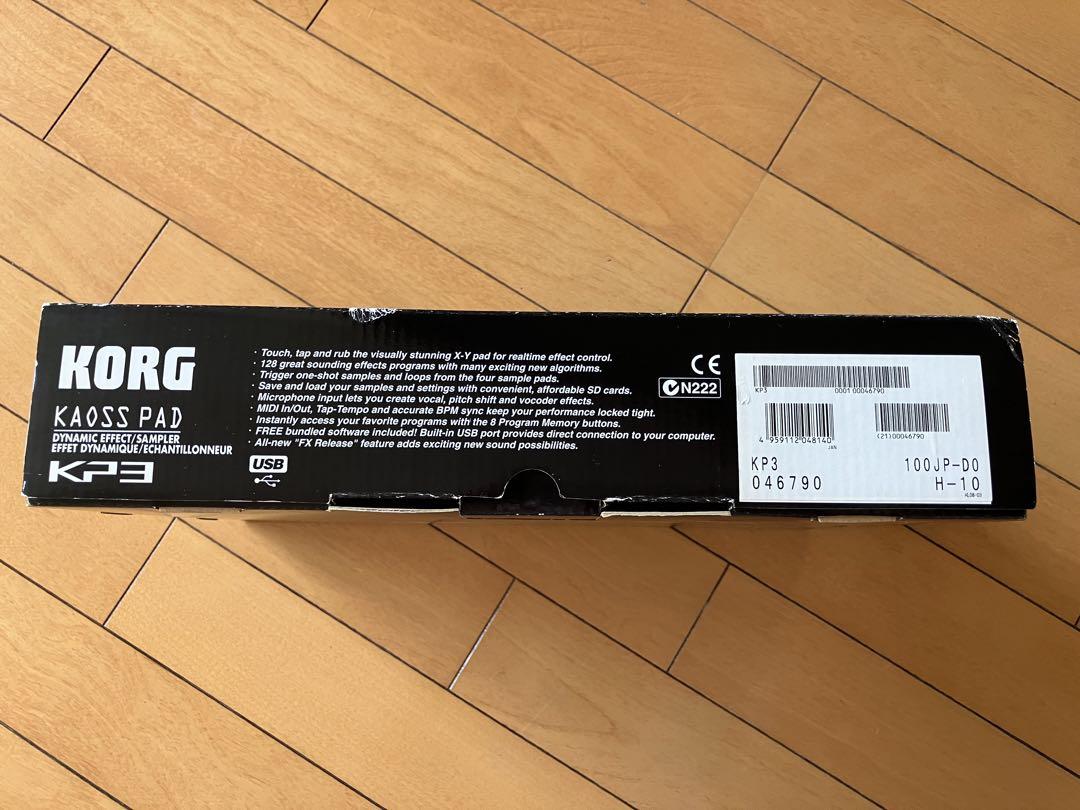 KORG
KAOSS PAD
DYNAMIC EFFECT/SAMPLER
EFFET DYNAMIQUE/ECHANTILLONNEUR
KP3
· Touch, tap and rub the visually stunning X-Y pad for realtime effect control.
· 128 great sounding effects programs with many exciting new algorithms.
· Trigger one-shot samples and loops from the four sample pads.
· Save and load your samples and settings with convenient, affordable SD cards.
· Microphone input lets you create vocal, pitch shift and vocoder effects.
· MIDI In/Out, Tap-Tempo and accurate BPM sync keep your performance locked tight.
· Instantly access your favorite programs with the 8 Program Memory buttons.
· FREE bundled software included! Built-in USB port provides direct connection to your computer.
· All-new "FX Release" feature adds exciting new sound possibilities.
USB
CE
N222
KP3 000100046790
4 959112 048140
JAN
(21)00046790
KP3 100JP-D0
046790 H-10